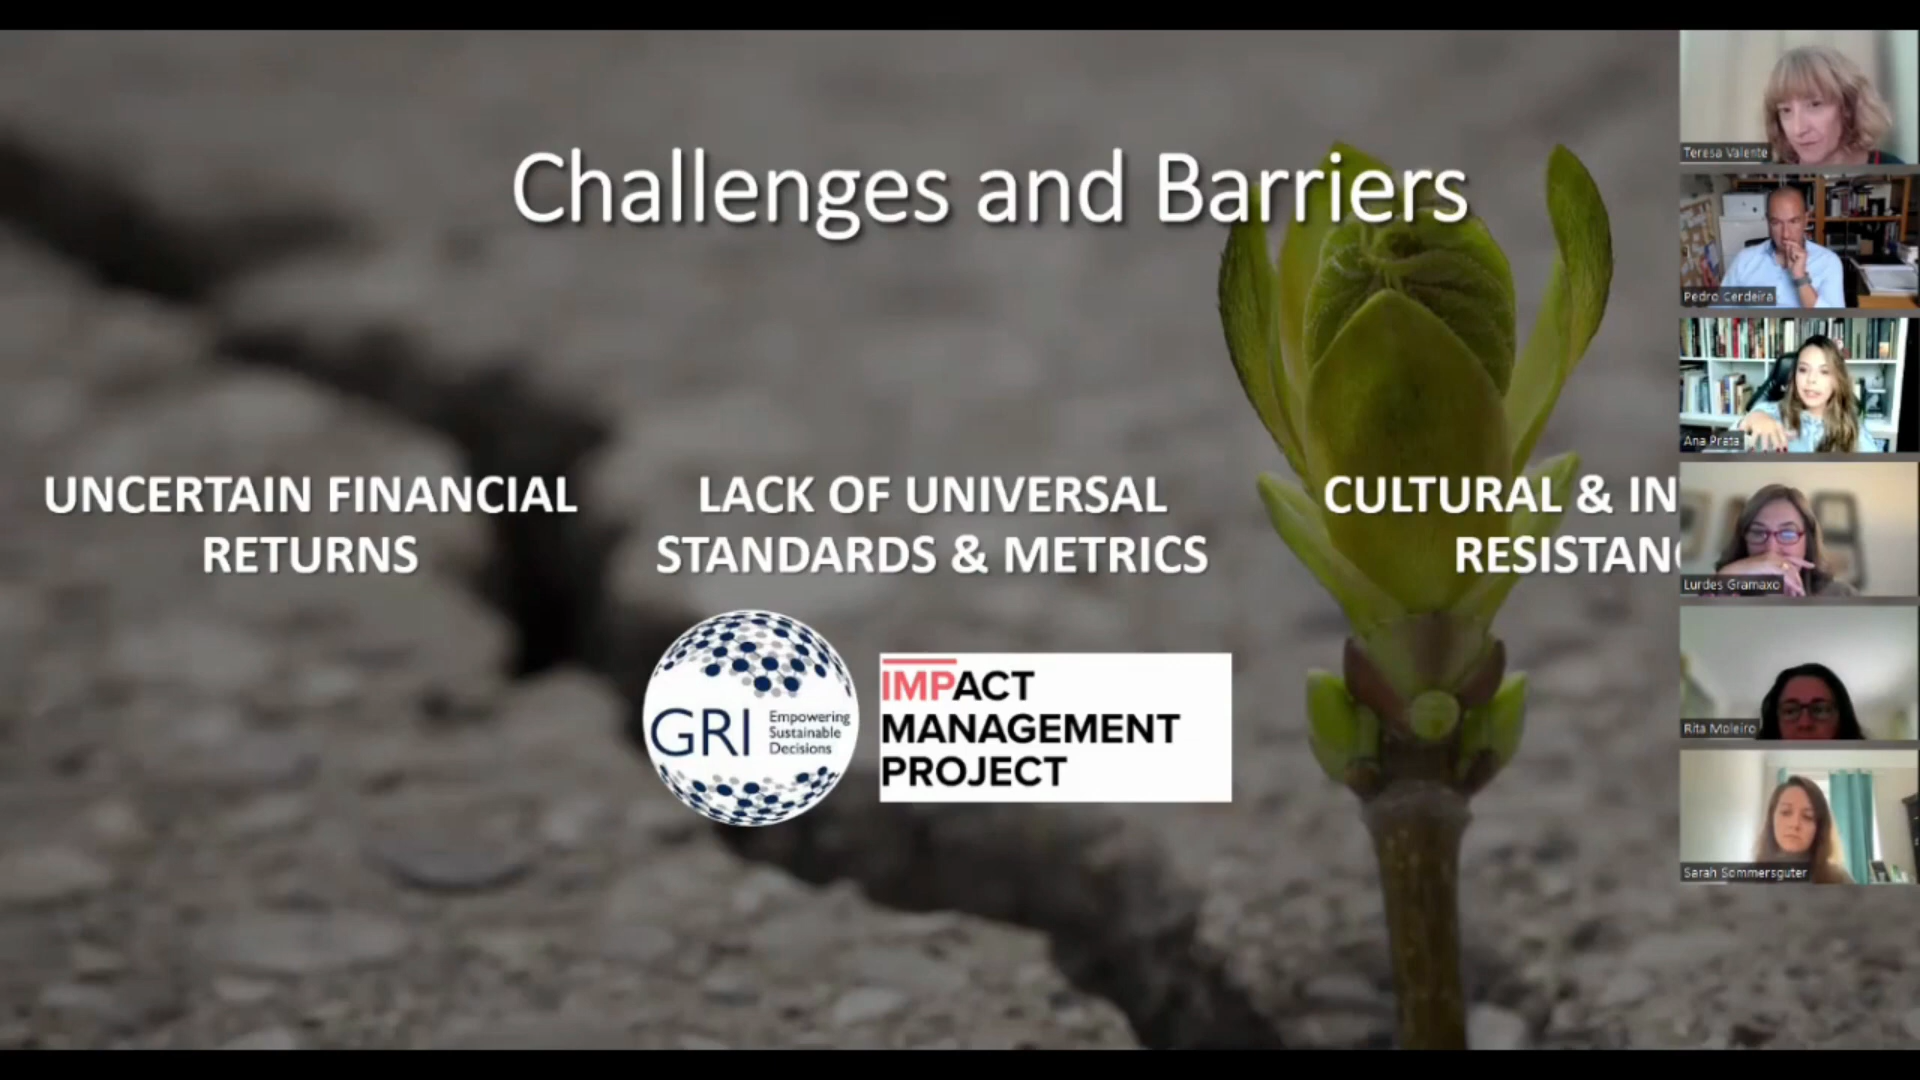 Challenges and Barriers
UNCERTAIN FINANCIAL
RETURNS
LACK OF UNIVERSAL
STANDARDS & METRICS
CULTURAL & IN
RESISTANC
GRI
Empowering
Sustainable
Decisions
IMPACT
MANAGEMENT
PROJECT
Teresa Valente
Pedro Cerdeira
Ana Prata
Lurdes Gramaxo
Rita Moleiro
Sarah Sommersguter